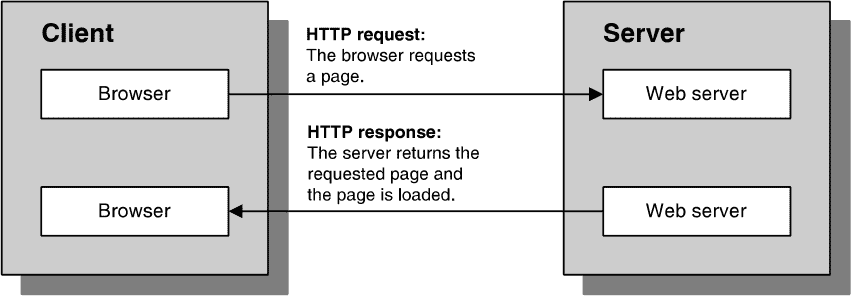 Client
HTTP request:
The browser requests
a page.
Server
Browser
Web server
HTTP response:
The server returns the
requested page and
the page is loaded.
Browser
Web server